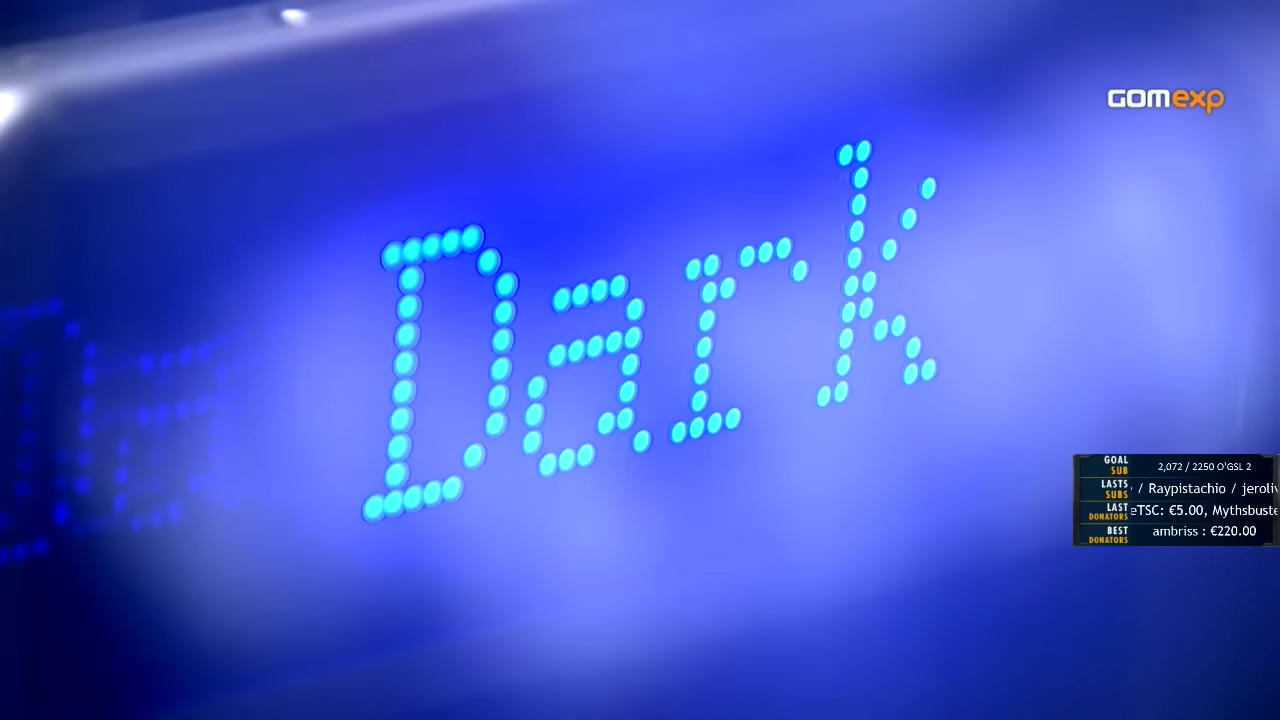 GOMexp
Dark
GOAL SUB 2,072 / 2250 O'GSL 2
LASTS SUBS / Raypistachio / jeroliv
LAST DONATORS eTSC: €5.00, Mythsbuste
BEST DONATORS ambriss : €220.00